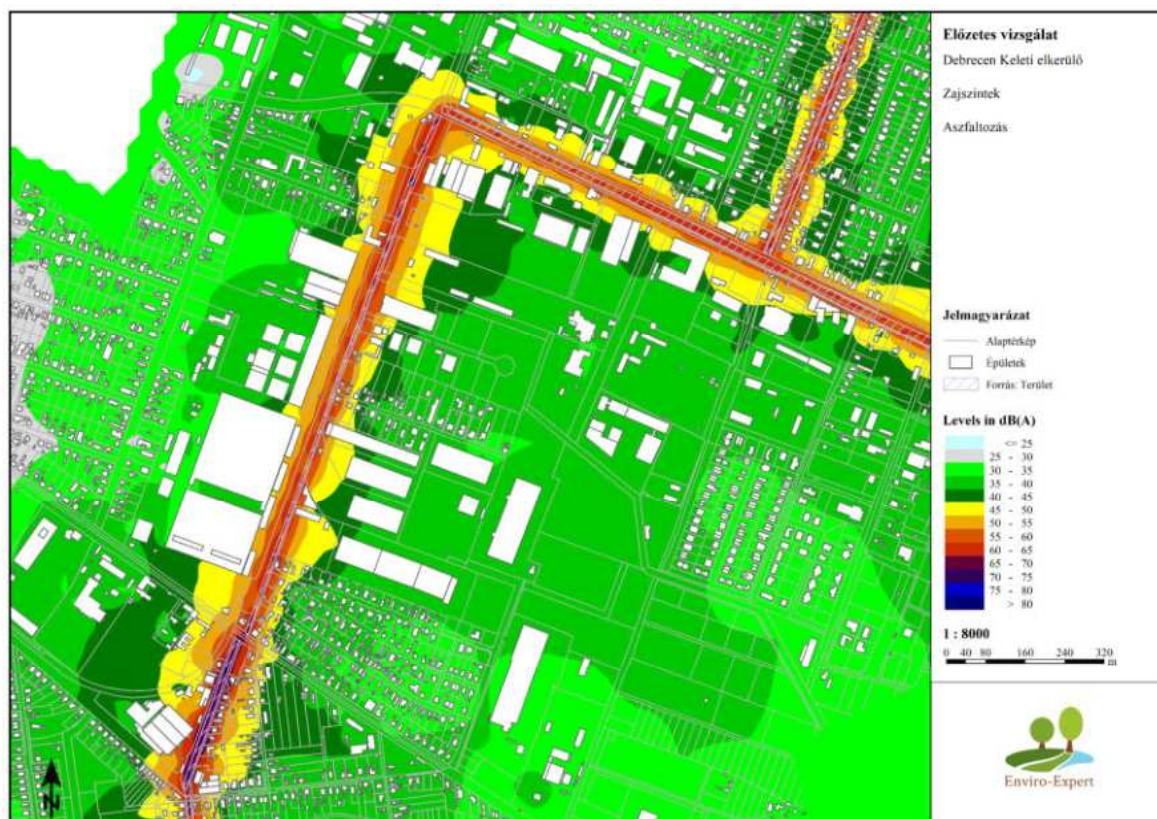 Előzetes vizsgálat
Debrecen Keleti elkerülő
Zajszintek
Aszfaltozás
Jelmagyarázat
Alaptérkép
Épületek
Forrás: Terület
Levels in dB(A)
<= 25
25 - 30
30 - 35
35 - 40
40 - 45
45 - 50
50 - 55
55 - 60
60 - 65
65 - 70
70 - 75
75 - 80
> 80
1 : 8000
0 40 80 160 240 320
m
N
Enviro-Expert